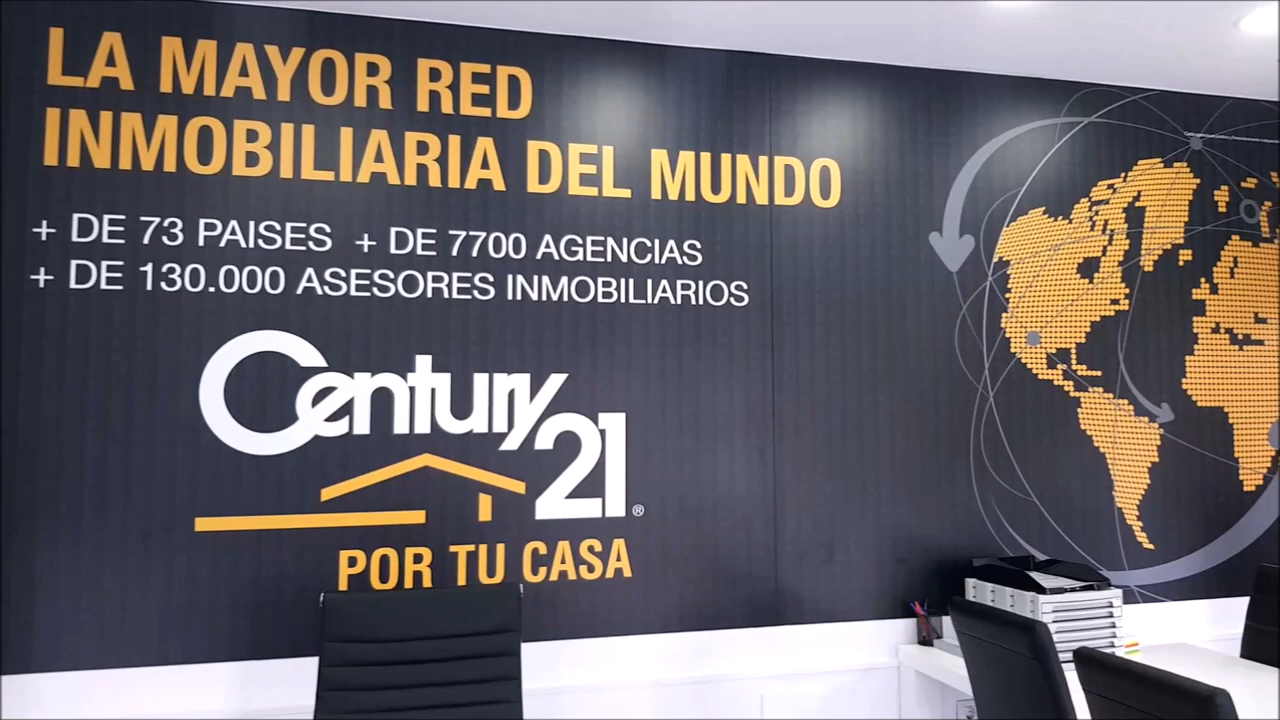 LA MAYOR RED
INMOBILIARIA DEL MUNDO
+ DE 73 PAISES + DE 7700 AGENCIAS
+ DE 130.000 ASESORES INMOBILIARIOS
Century
21®
POR TU CASA